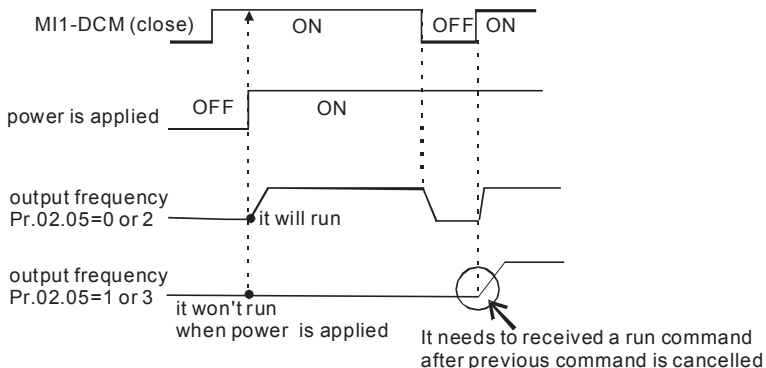 MI1-DCM (close)
ON
OFF
ON
power is applied
OFF
ON
output frequency
Pr.02.05=0 or 2
it will run
output frequency
Pr.02.05=1 or 3
it won't run
when power is applied
It needs to received a run command
after previous command is cancelled